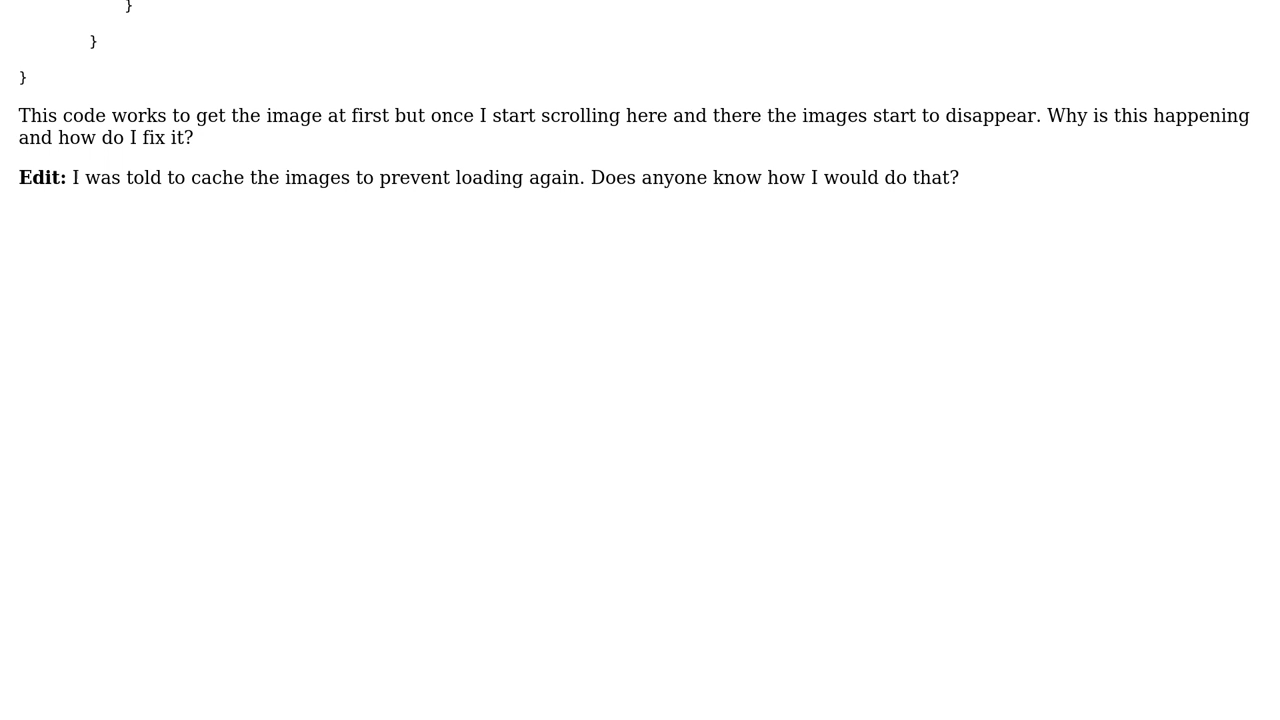 }
}
}
This code works to get the image at first but once I start scrolling here and there the images start to disappear. Why is this happening
and how do I fix it?
Edit: I was told to cache the images to prevent loading again. Does anyone know how I would do that?